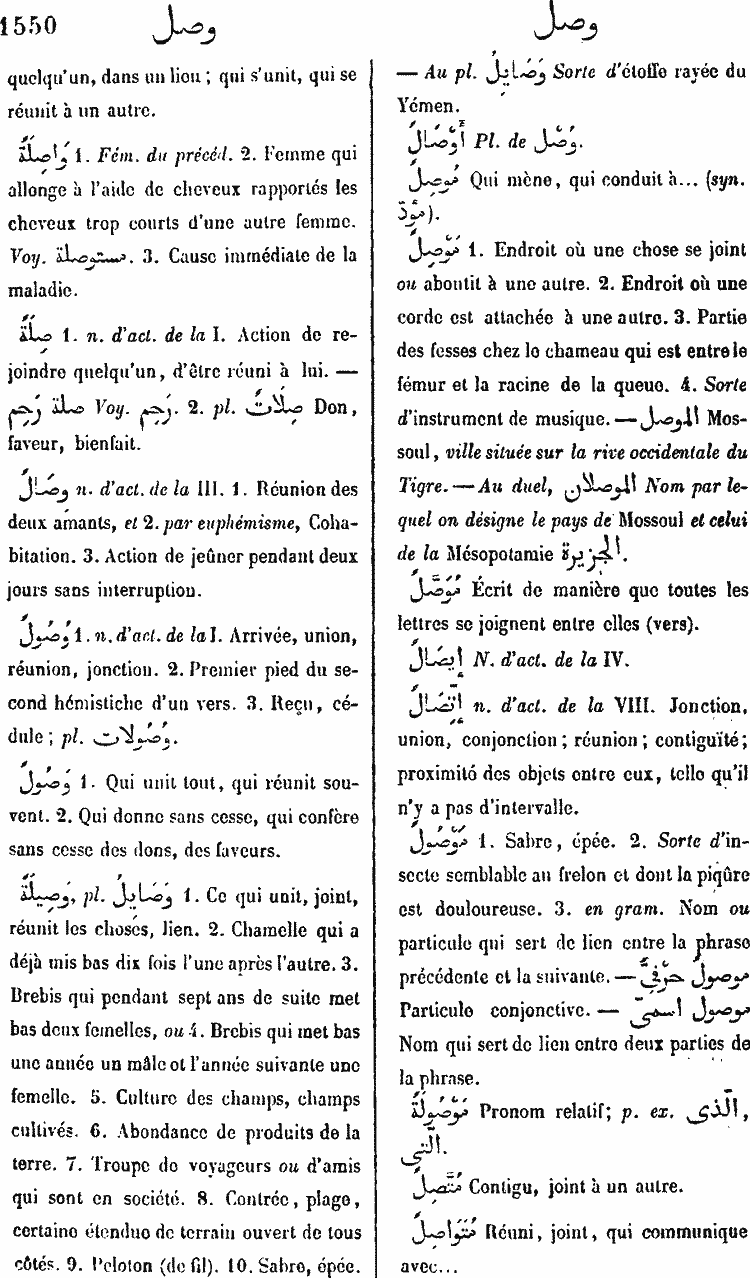 1550
وصل
وصل
quelqu'un, dans un lieu ; qui s'unit, qui se
réunit à un autre.
وَاصِلَةٌ 1. Fém. du précéd. 2. Femme qui
allonge à l'aide de cheveux rapportés les
cheveux trop courts d'une autre femme.
Voy. مستوصلة. 3. Cause immédiate de la
maladie.
صِلَةٌ 1. n. d'act. de la I. Action de re-
joindre quelqu'un, d'être réuni à lui. —
صلة رَحِم Voy. رَحِم. 2. pl. صِلَاتٌ Don,
faveur, bienfait.
وِصَالٌ n. d'act. de la III. 1. Réunion des
deux amants, et 2. par euphémisme, Coha-
bitation. 3. Action de jeûner pendant deux
jours sans interruption.
وُصُولٌ 1. n. d'act. de la I. Arrivée, union,
réunion, jonction. 2. Premier pied du se-
cond hémistiche d'un vers. 3. Reçu, cé-
dule ; pl. وُصُولات.
وَصُولٌ 1. Qui unit tout, qui réunit sou-
vent. 2. Qui donne sans cesse, qui confère
sans cesse des dons, des faveurs.
وَصِيلَةٌ, pl. وَصَايِلُ 1. Ce qui unit, joint,
réunit les choses, lien. 2. Chamelle qui a
déjà mis bas dix fois l'une après l'autre. 3.
Brebis qui pendant sept ans de suite met
bas deux femelles, ou 4. Brebis qui met bas
une année un mâle et l'année suivante une
femelle. 5. Culture des champs, champs
cultivés. 6. Abondance de produits de la
terre. 7. Troupe de voyageurs ou d'amis
qui sont en société. 8. Contrée, plage,
certaine étendue de terrain ouvert de tous
côtés. 9. Peloton (de fil). 10. Sabre, épée.
— Au pl. وَصَايِلُ Sorte d'étoffe rayée du
Yémen.
أَوْصَالٌ Pl. de وُصْل.
مُوصِلٌ Qui mène, qui conduit à... (syn.
مُؤَدٍّ).
مَوْصِلٌ 1. Endroit où une chose se joint
ou aboutit à une autre. 2. Endroit où une
corde est attachée à une autre. 3. Partie
des fesses chez le chameau qui est entre le
fémur et la racine de la queue. 4. Sorte
d'instrument de musique. — الموصل Mos-
soul, ville située sur la rive occidentale du
Tigre. — Au duel, الموصلان Nom par le-
quel on désigne le pays de Mossoul et celui
de la Mésopotamie الجزيرة.
مُوَصَّلٌ Écrit de manière que toutes les
lettres se joignent entre elles (vers).
إِيصَالٌ N. d'act. de la IV.
إِتِّصَالٌ n. d'act. de la VIII. Jonction,
union, conjonction ; réunion ; contiguïté ;
proximité des objets entre eux, telle qu'il
n'y a pas d'intervalle.
مَوْصُولٌ 1. Sabre, épée. 2. Sorte d'in-
secte semblable au frelon et dont la piqûre
est douloureuse. 3. en gram. Nom ou
particule qui sert de lien entre la phrase
précédente et la suivante. — موصولٌ حَرْفِيٌّ
Particule conjonctive. — موصول اسمىّ
Nom qui sert de lien entre deux parties de
la phrase.
مَوْصُولَةٌ Pronom relatif ; p. ex. الَّذى,
الَّتى.
مُتَّصِلٌ Contigu, joint à un autre.
مُتَوَاصِلٌ Réuni, joint, qui communique
avec...